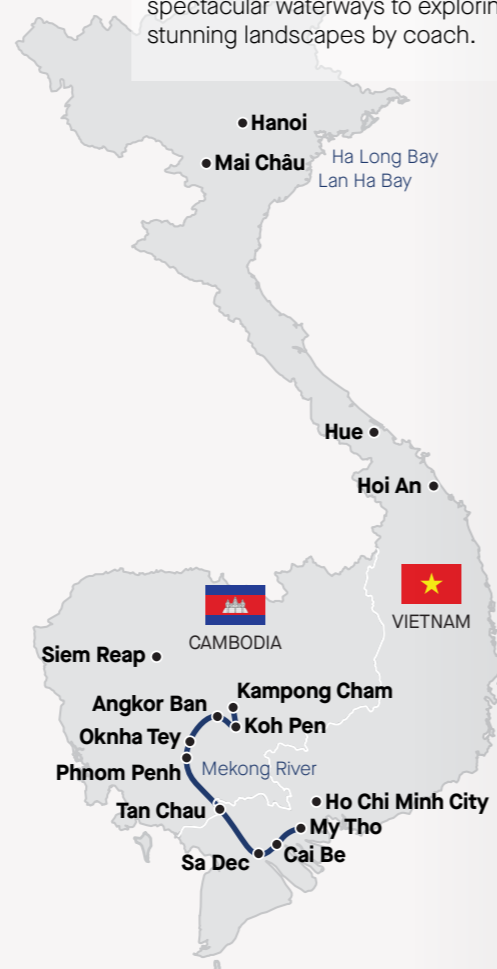 spectacular waterways to explorin
stunning landscapes by coach.
Hanoi
Mai Châu
Ha Long Bay
Lan Ha Bay
Hue
Hoi An
VIETNAM
CAMBODIA
Siem Reap
Kampong Cham
Angkor Ban
Koh Pen
Oknha Tey
Phnom Penh
Mekong River
Tan Chau
Ho Chi Minh City
My Tho
Cai Be
Sa Dec